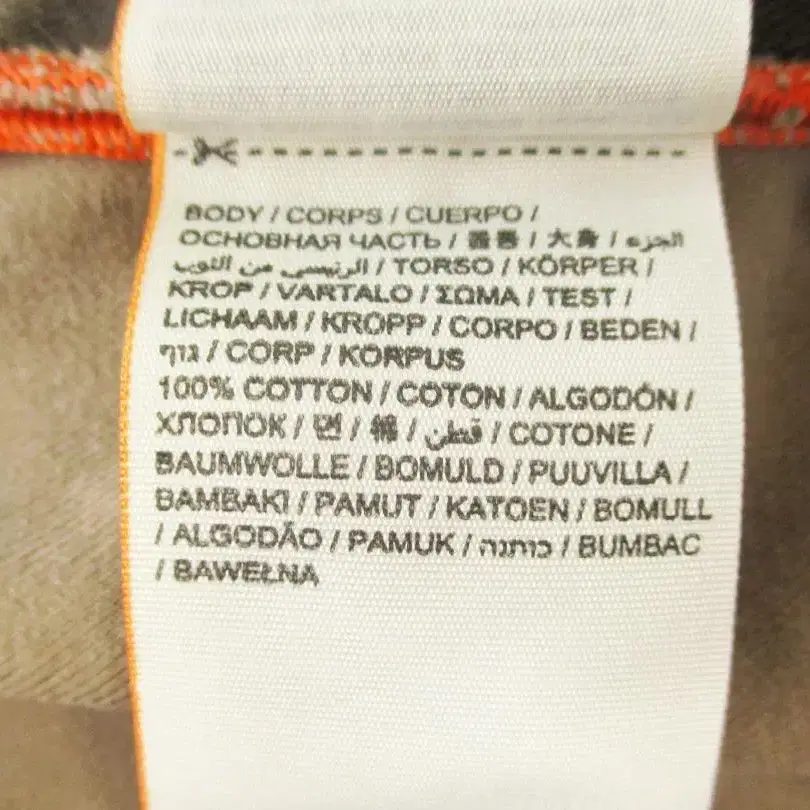 BODY / CORPS / CUERPO /
ОСНОВНАЯ ЧАСТЬ / / 大身 / الجزء
الرئيسي من الثوب / TORSO / KÖRPER /
KROP / VARTALO / ΣΩΜΑ / TEST /
LICHAAM / KROPP / CORPO / BEDEN /
גוף / CORP / KORPUS
100% COTTON / COTON / ALGODÓN /
ХЛОПОК / 면 / 棉 / قطن / COTONE /
BAUMWOLLE / BOMULD / PUUVILLA /
BAMBAKI / PAMUT / KATOEN / BOMULL
/ ALGODÃO / PAMUK / כותנה / BUMBAC
/ BAWEŁNA